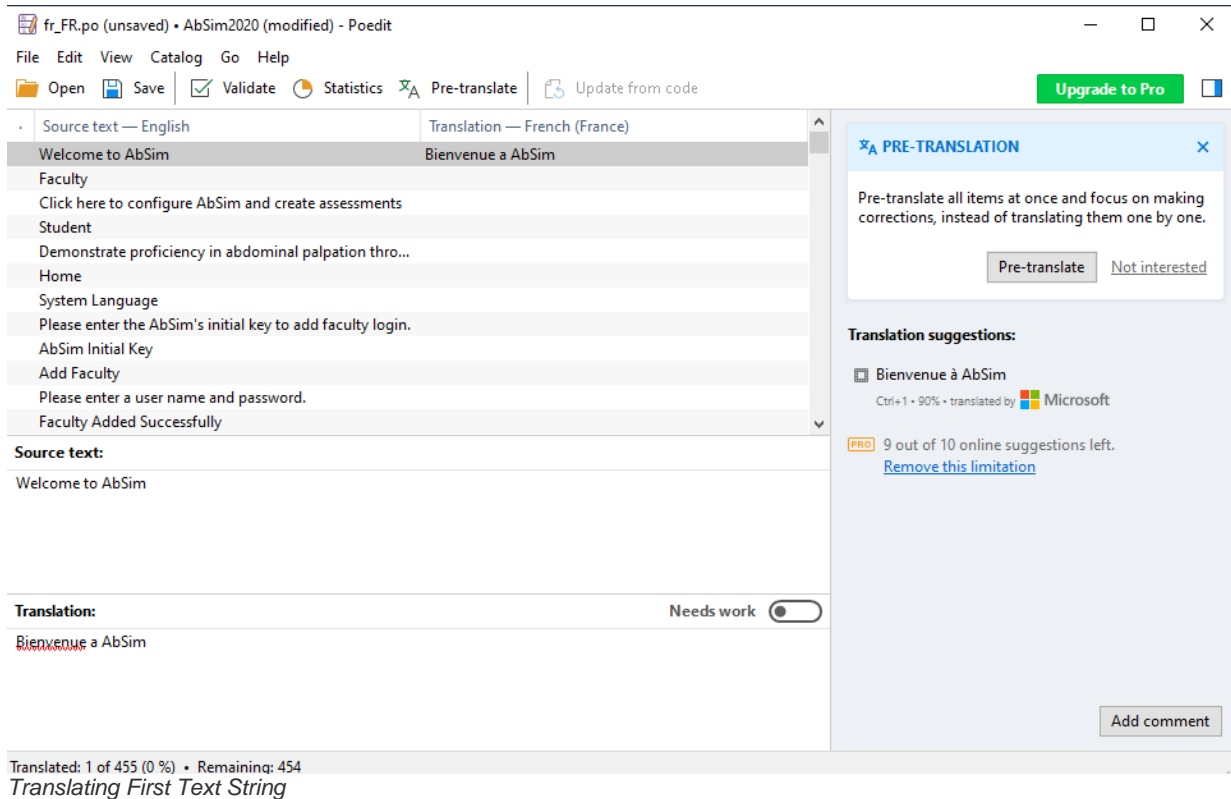 fr_FR.po (unsaved) • AbSim2020 (modified) - Poedit
File Edit View Catalog Go Help
Open Save Validate Statistics Pre-translate Update from code Upgrade to Pro
Source text — English Translation — French (France)
Welcome to AbSim Bienvenue a AbSim
Faculty
Click here to configure AbSim and create assessments
Student
Demonstrate proficiency in abdominal palpation thro...
Home
System Language
Please enter the AbSim's initial key to add faculty login.
AbSim Initial Key
Add Faculty
Please enter a user name and password.
Faculty Added Successfully
Source text:
Welcome to AbSim
Translation: Needs work
Bienvenue a AbSim
PRE-TRANSLATION
Pre-translate all items at once and focus on making
corrections, instead of translating them one by one.
Pre-translate Not interested
Translation suggestions:
Bienvenue à AbSim
Ctrl+1 • 90% • translated by Microsoft
PRO 9 out of 10 online suggestions left.
Remove this limitation
Add comment
Translated: 1 of 455 (0 %) • Remaining: 454
Translating First Text String